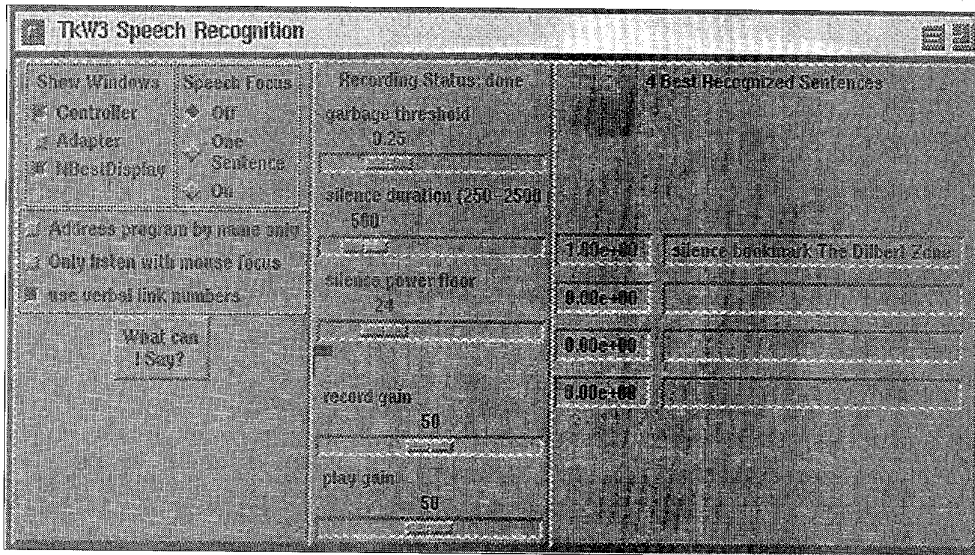 TkW3 Speech Recognition
Show Windows
Controller
Adapter
NBestDisplay
Speech Focus
Off
One
Sentence
On
Address program by name only
Only listen with mouse focus
use verbal link numbers
What can
I Say?
Recording Status: done
garbage threshold
0.25
silence duration (250-2500
500
silence power floor
24
record gain
50
play gain
50
4 Best Recognized Sentences
1.00e+00 silence bookmark The Dilbert Zone
0.00e+00
0.00e+00
0.00e+00